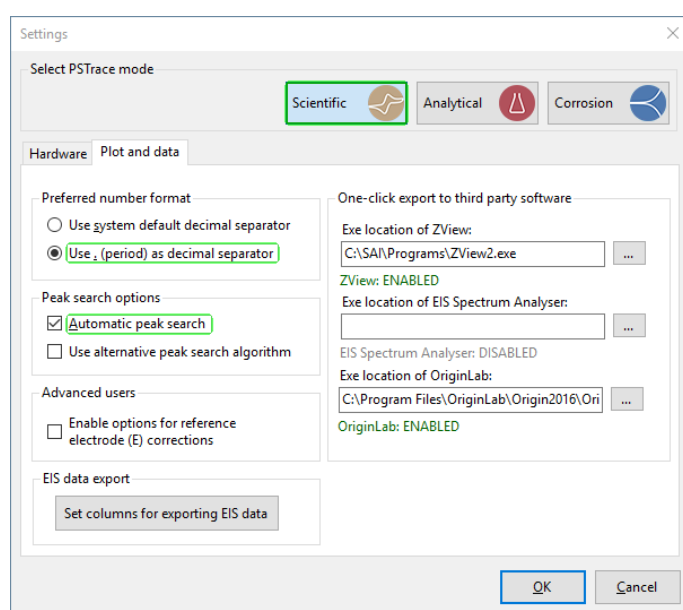 Settings
Select PSTrace mode
Scientific
Analytical
Corrosion
Hardware
Plot and data
Preferred number format
Use system default decimal separator
Use . (period) as decimal separator
Peak search options
Automatic peak search
Use alternative peak search algorithm
Advanced users
Enable options for reference
electrode (E) corrections
EIS data export
Set columns for exporting EIS data
One-click export to third party software
Exe location of ZView:
C:\SAI\Programs\ZView2.exe
...
ZView: ENABLED
Exe location of EIS Spectrum Analyser:
...
EIS Spectrum Analyser: DISABLED
Exe location of OriginLab:
C:\Program Files\OriginLab\Origin2016\Ori
...
OriginLab: ENABLED
OK
Cancel